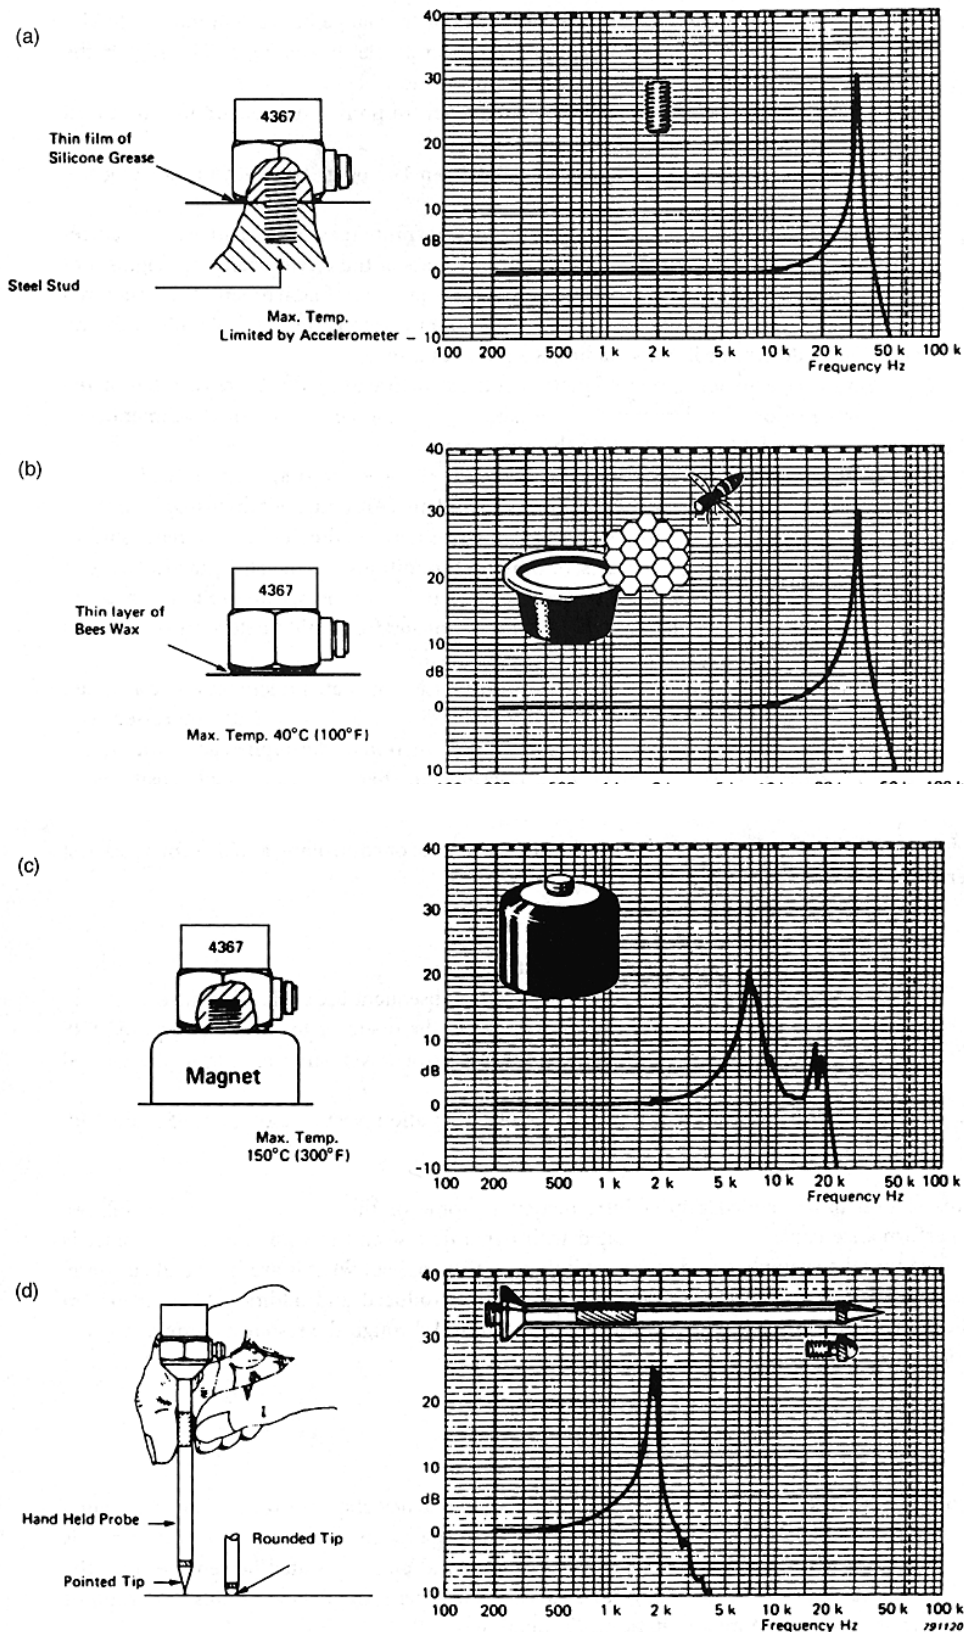 (a)
40
30
20
10
dB
0
– 10
4367
Thin film of
Silicone Grease
Steel Stud
Max. Temp.
Limited by Accelerometer
100 200 500 1 k 2 k 5 k 10 k 20 k 50 k 100 k
Frequency Hz
(b)
40
30
20
10
dB
0
10
4367
Thin layer of
Bees Wax
Max. Temp. 40°C (100°F)
(c)
40
30
20
10
dB
0
-10
4367
Magnet
Max. Temp.
150°C (300°F)
100 200 500 1 k 2 k 5 k 10 k 20 k 50 k 100 k
Frequency Hz
(d)
40
30
20
10
dB
0
10
Hand Held Probe
Rounded Tip
Pointed Tip
100 200 500 1 k 2 k 5 k 10 k 20 k 50 k 100 k
Frequency Hz
791120